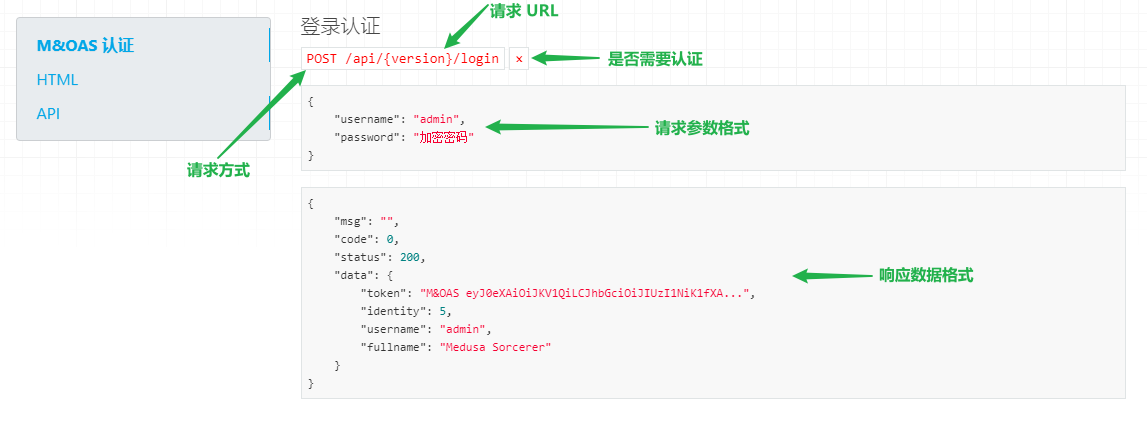 M&OAS 认证
HTML
API
登录认证
请求 URL
POST /api/{version}/login
×
是否需要认证
请求方式
{
"username": "admin",
"password": "加密密码"
}
请求参数格式
{
"msg": "",
"code": 0,
"status": 200,
"data": {
"token": "M&OAS eyJ0eXAiOiJKV1QiLCJhbGciOiJIUzI1NiK1fXA...",
"identity": 5,
"username": "admin",
"fullname": "Medusa Sorcerer"
}
}
响应数据格式